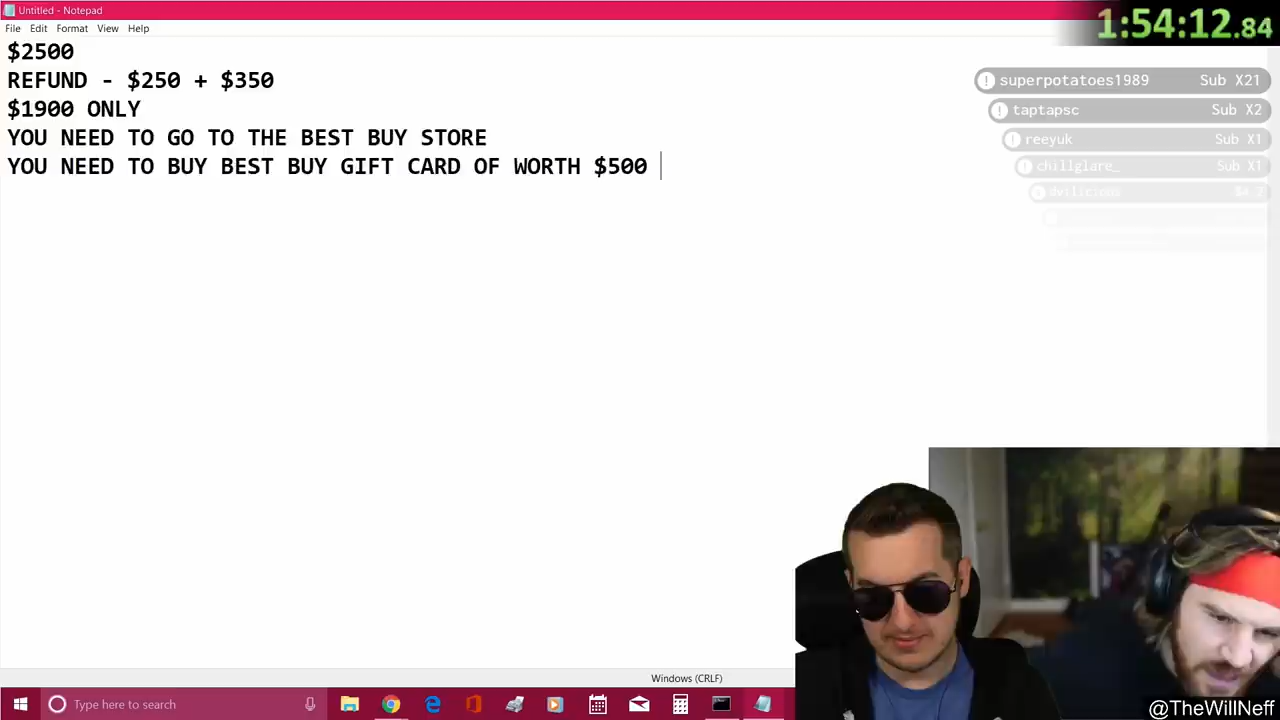 Untitled - Notepad
File Edit Format View Help
$2500
REFUND - $250 + $350
$1900 ONLY
YOU NEED TO GO TO THE BEST BUY STORE
YOU NEED TO BUY BEST BUY GIFT CARD OF WORTH $500
1:54:12.84
superpotatoes1989 Sub X21
taptapsc Sub X2
reeyuk Sub X1
chillglare_ Sub X1
Windows (CRLF)
Type here to search
@TheWillNeff